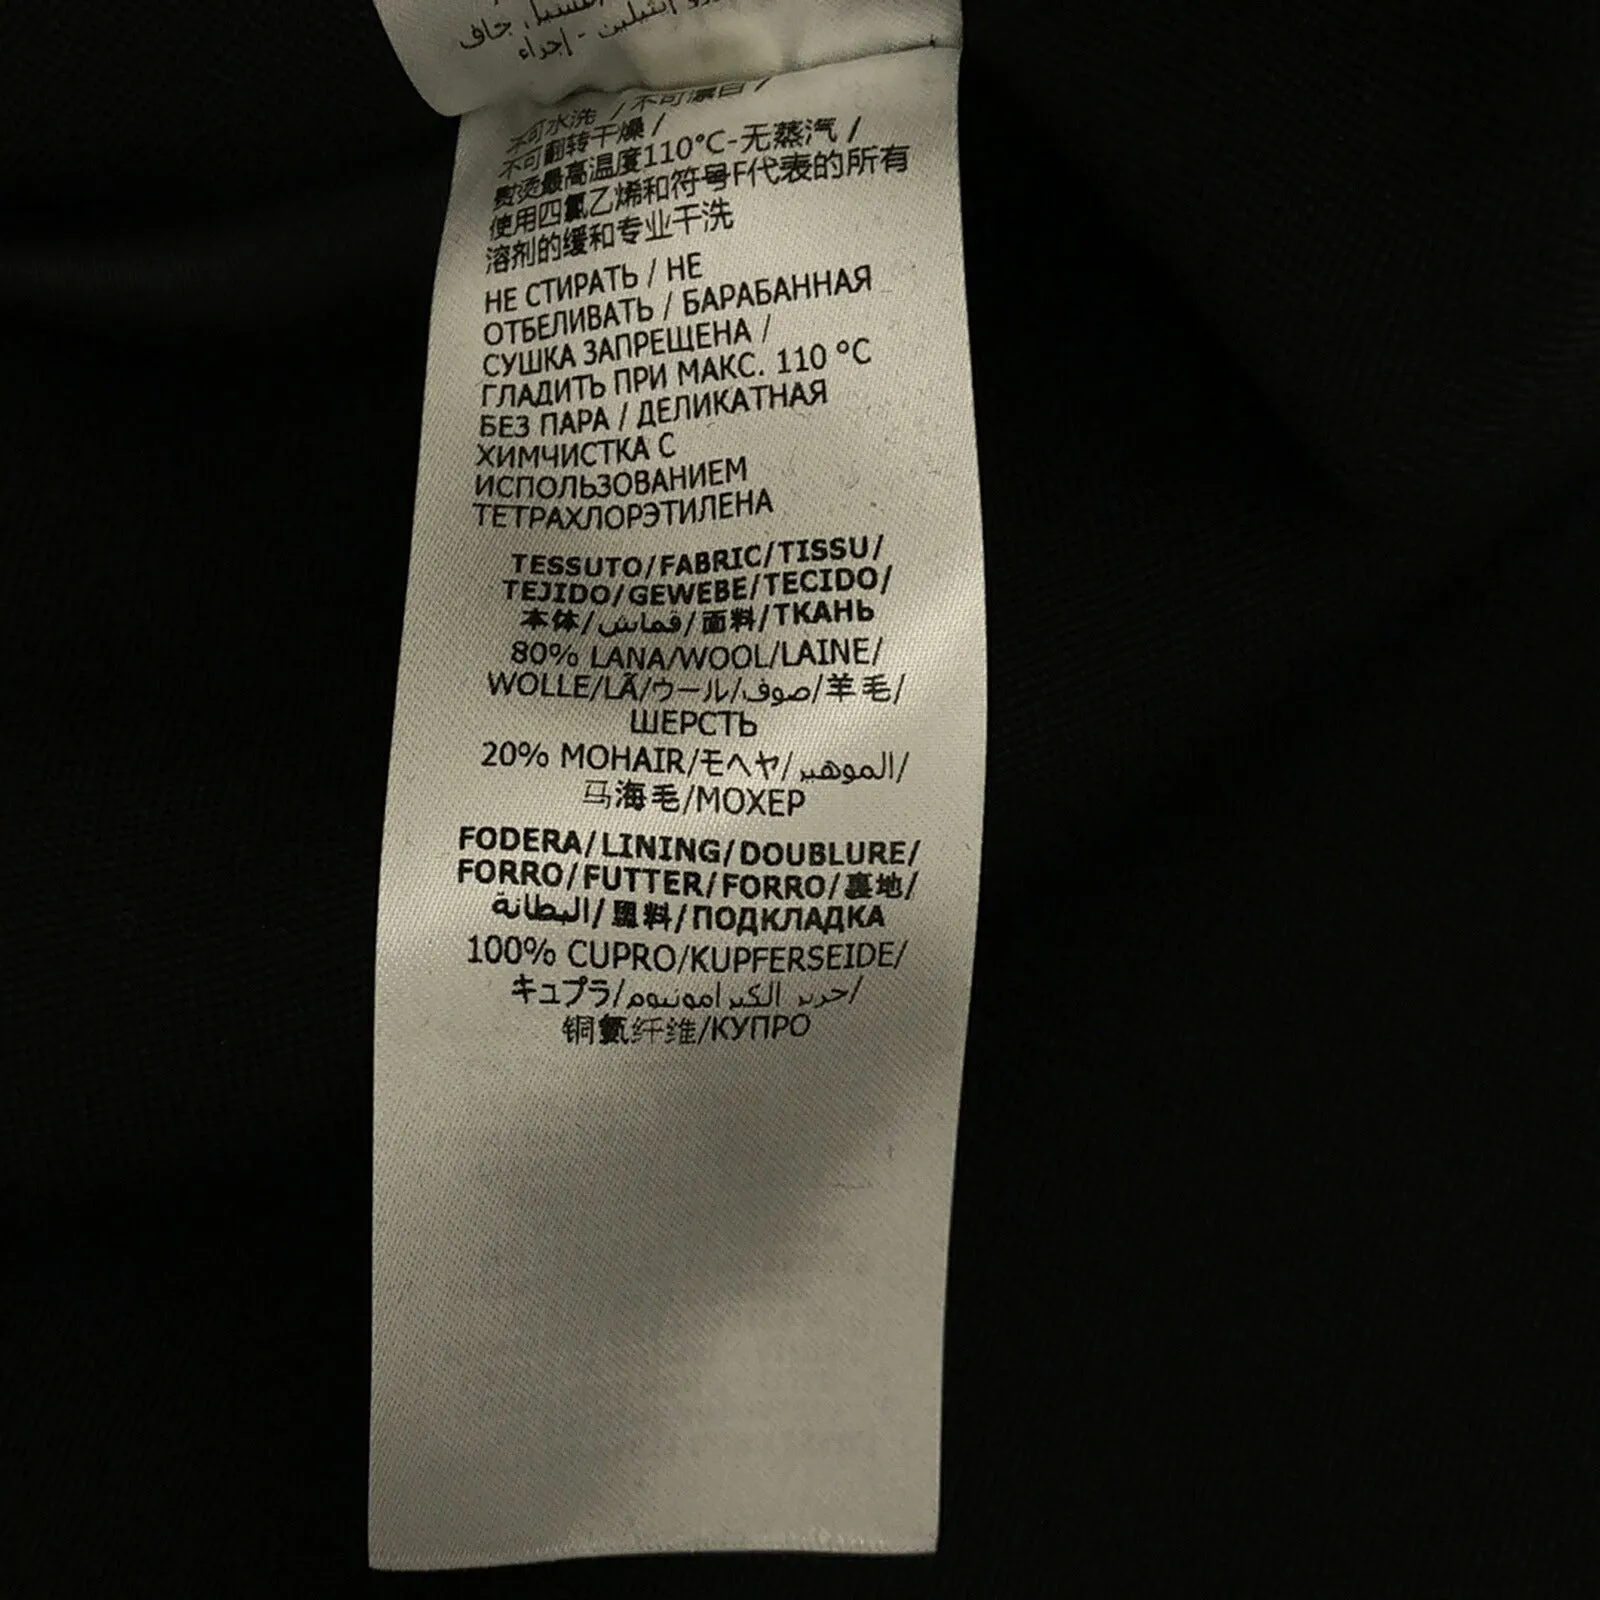 - إجراء
不可水洗 / 不可漂白 /
不可翻转干燥 /
熨烫最高温度110°C-无蒸汽 /
使用四氯乙烯和符号F代表的所有
溶剂的缓和专业干洗
НЕ СТИРАТЬ / НЕ
ОТБЕЛИВАТЬ / БАРАБАННАЯ
СУШКА ЗАПРЕЩЕНА /
ГЛАДИТЬ ПРИ МАКС. 110 °C
БЕЗ ПАРА / ДЕЛИКАТНАЯ
ХИМЧИСТКА С
ИСПОЛЬЗОВАНИЕМ
ТЕТРАХЛОРЭТИЛЕНА
TESSUTO/FABRIC/TISSU/
TEJIDO/GEWEBE/TECIDO/
本体/قماش/面料/ТКАНЬ
80% LANA/WOOL/LAINE/
WOLLE/LÃ/ウール/صوف/羊毛/
ШЕРСТЬ
20% MOHAIR/モヘヤ/الموهير/
马海毛/МОХЕР
FODERA/LINING/DOUBLURE/
FORRO/FUTTER/FORRO/裏地/
البطانة/里料/ПОДКЛАДКА
100% CUPRO/KUPFERSEIDE/
キュプラ/حرير الكبرامونيوم/
铜氨纤维/КУПРО